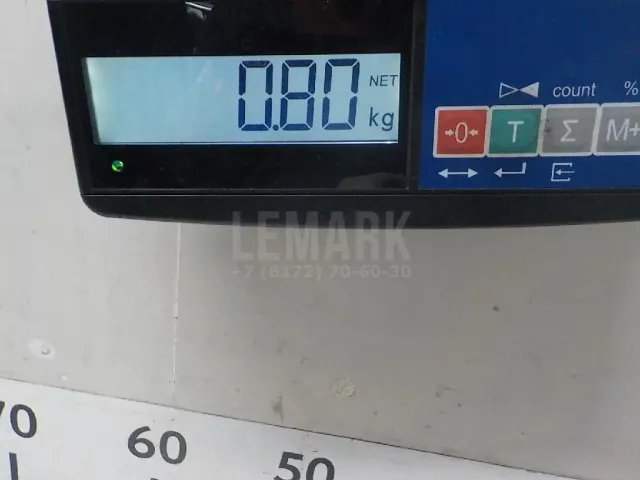 0.80 NET kg
count %
→0← T Σ M+
LEMARK
+7 (8172) 70-60-30
70 60 50